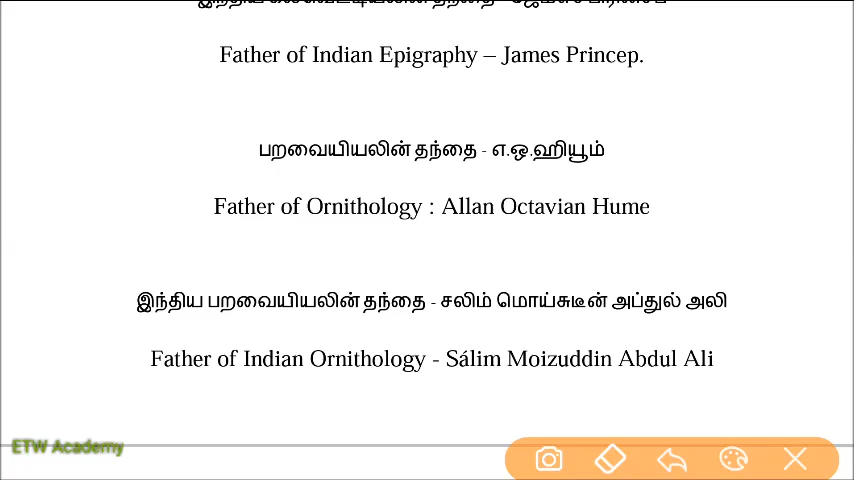 Father of Indian Epigraphy – James Princep.
பறவையியலின் தந்தை - எ.ஒ.ஹியூம்
Father of Ornithology : Allan Octavian Hume
இந்திய பறவையியலின் தந்தை - சலிம் மொய்சுடீன் அப்துல் அலி
Father of Indian Ornithology - Sálim Moizuddin Abdul Ali
ETW Academy